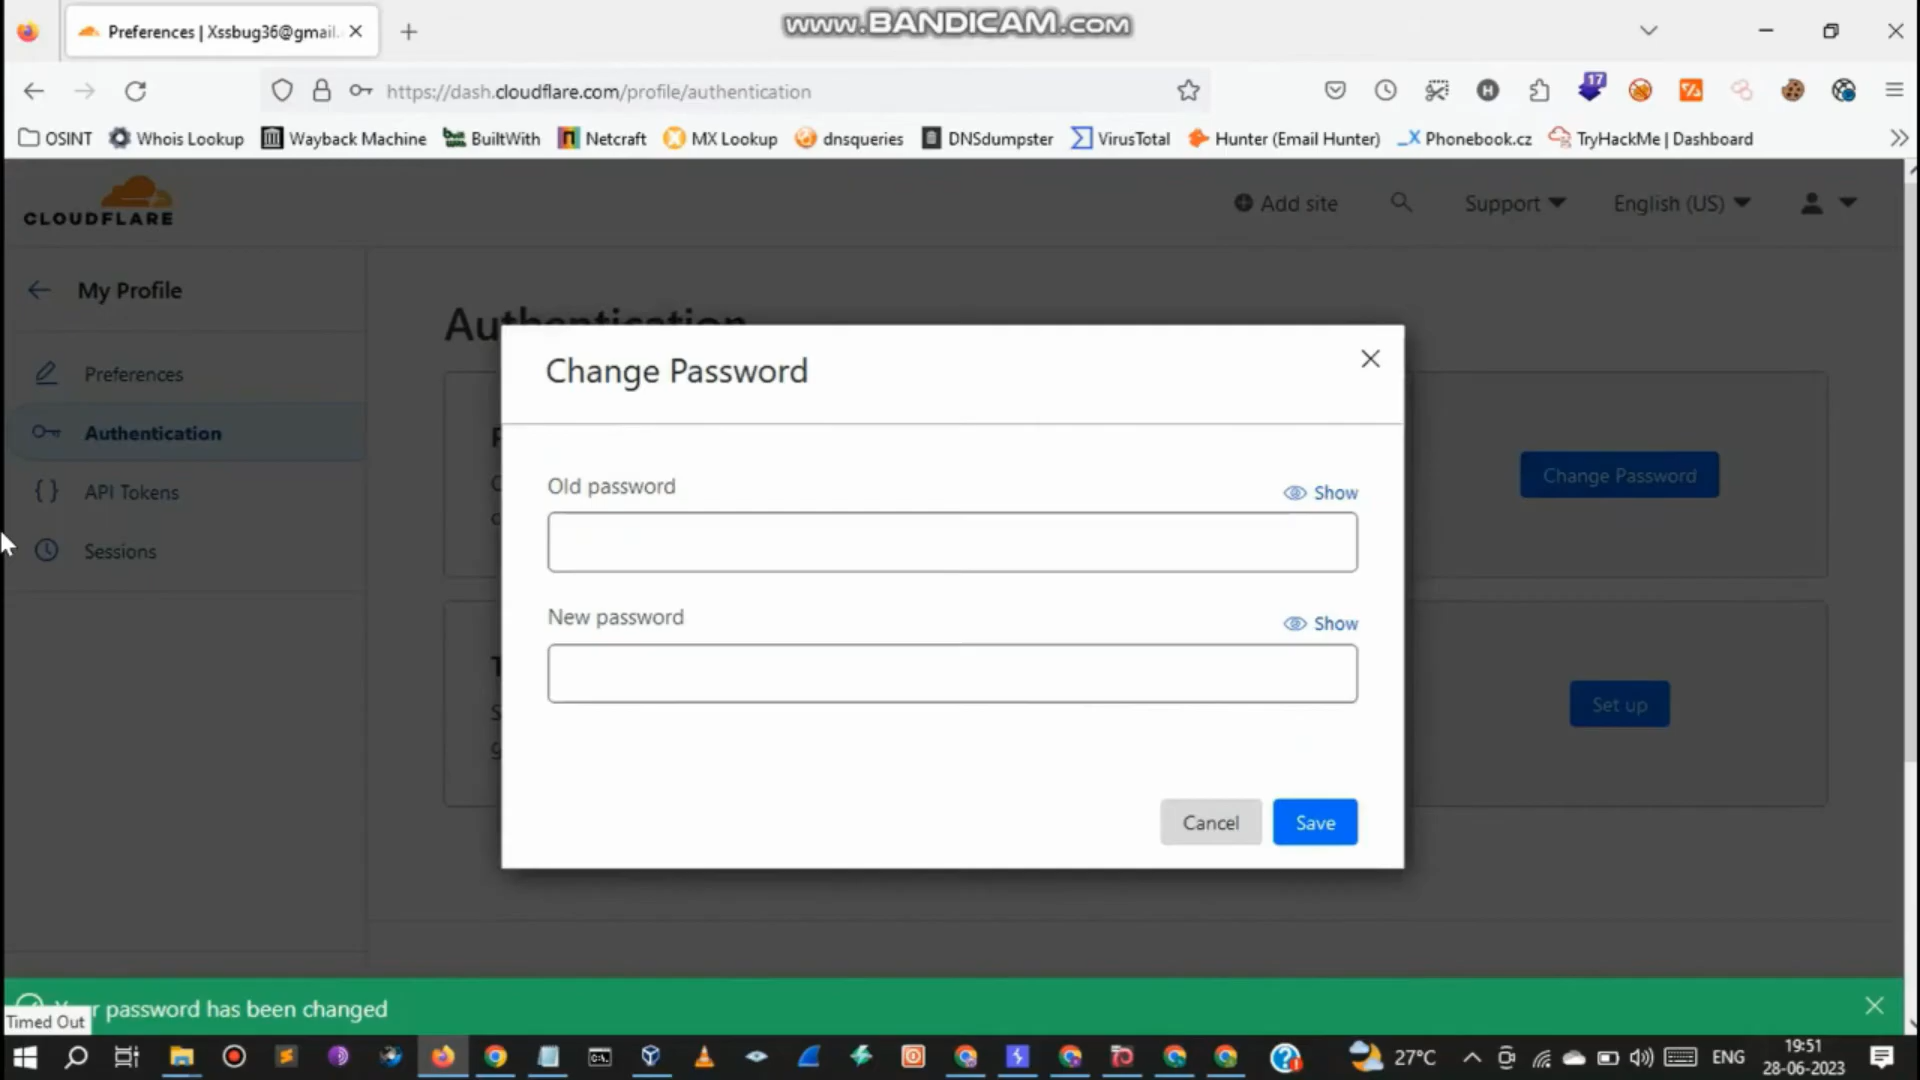 www.BANDICAM.com
Preferences | Xssbug36@gmail.
https://dash.cloudflare.com/profile/authentication
17
OSINT Whois Lookup Wayback Machine BuiltWith Netcraft MX Lookup dnsqueries DNSdumpster VirusTotal Hunter (Email Hunter) Phonebook.cz TryHackMe | Dashboard
CLOUDFLARE
Add site Support English (US)
My Profile
Preferences
Authentication
API Tokens
Sessions
Authentication
Change Password
Change Password
Old password
Show
New password
Show
Set up
Cancel Save
password has been changed
Timed Out
27°C ENG
19:51
28-06-2023